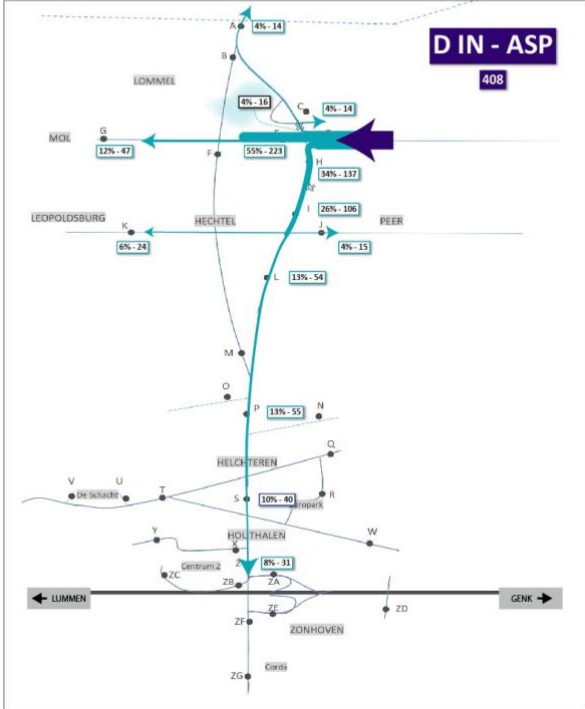 A
4% - 14
D IN - ASP
408
B
LOMMEL
4% - 16
C
4% - 14
MOL
G
12% - 47
F
55% - 223
H
34% - 137
I
26% - 106
LEOPOLDSBURG
K
HECHTEL
J
PEER
6% - 24
4% - 15
L
13% - 54
M
O
P
13% - 55
N
HELCHTEREN
Q
V
U
De Schacht
T
S
10% - 40
R
Europark
Y
HOUTHALEN
X
W
Z
8% - 31
Centrum Z
ZC
ZB
ZA
LUMMEN
GENK
ZE
ZD
ZF
ZONHOVEN
Corda
ZG